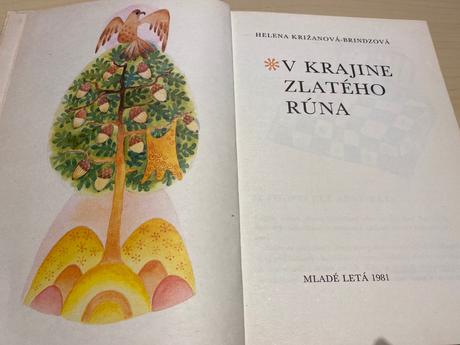 HELENA KRIŽANOVÁ-BRINDZOVÁ
V KRAJINE
ZLATÉHO
RÚNA
MLADÉ LETÁ 1981